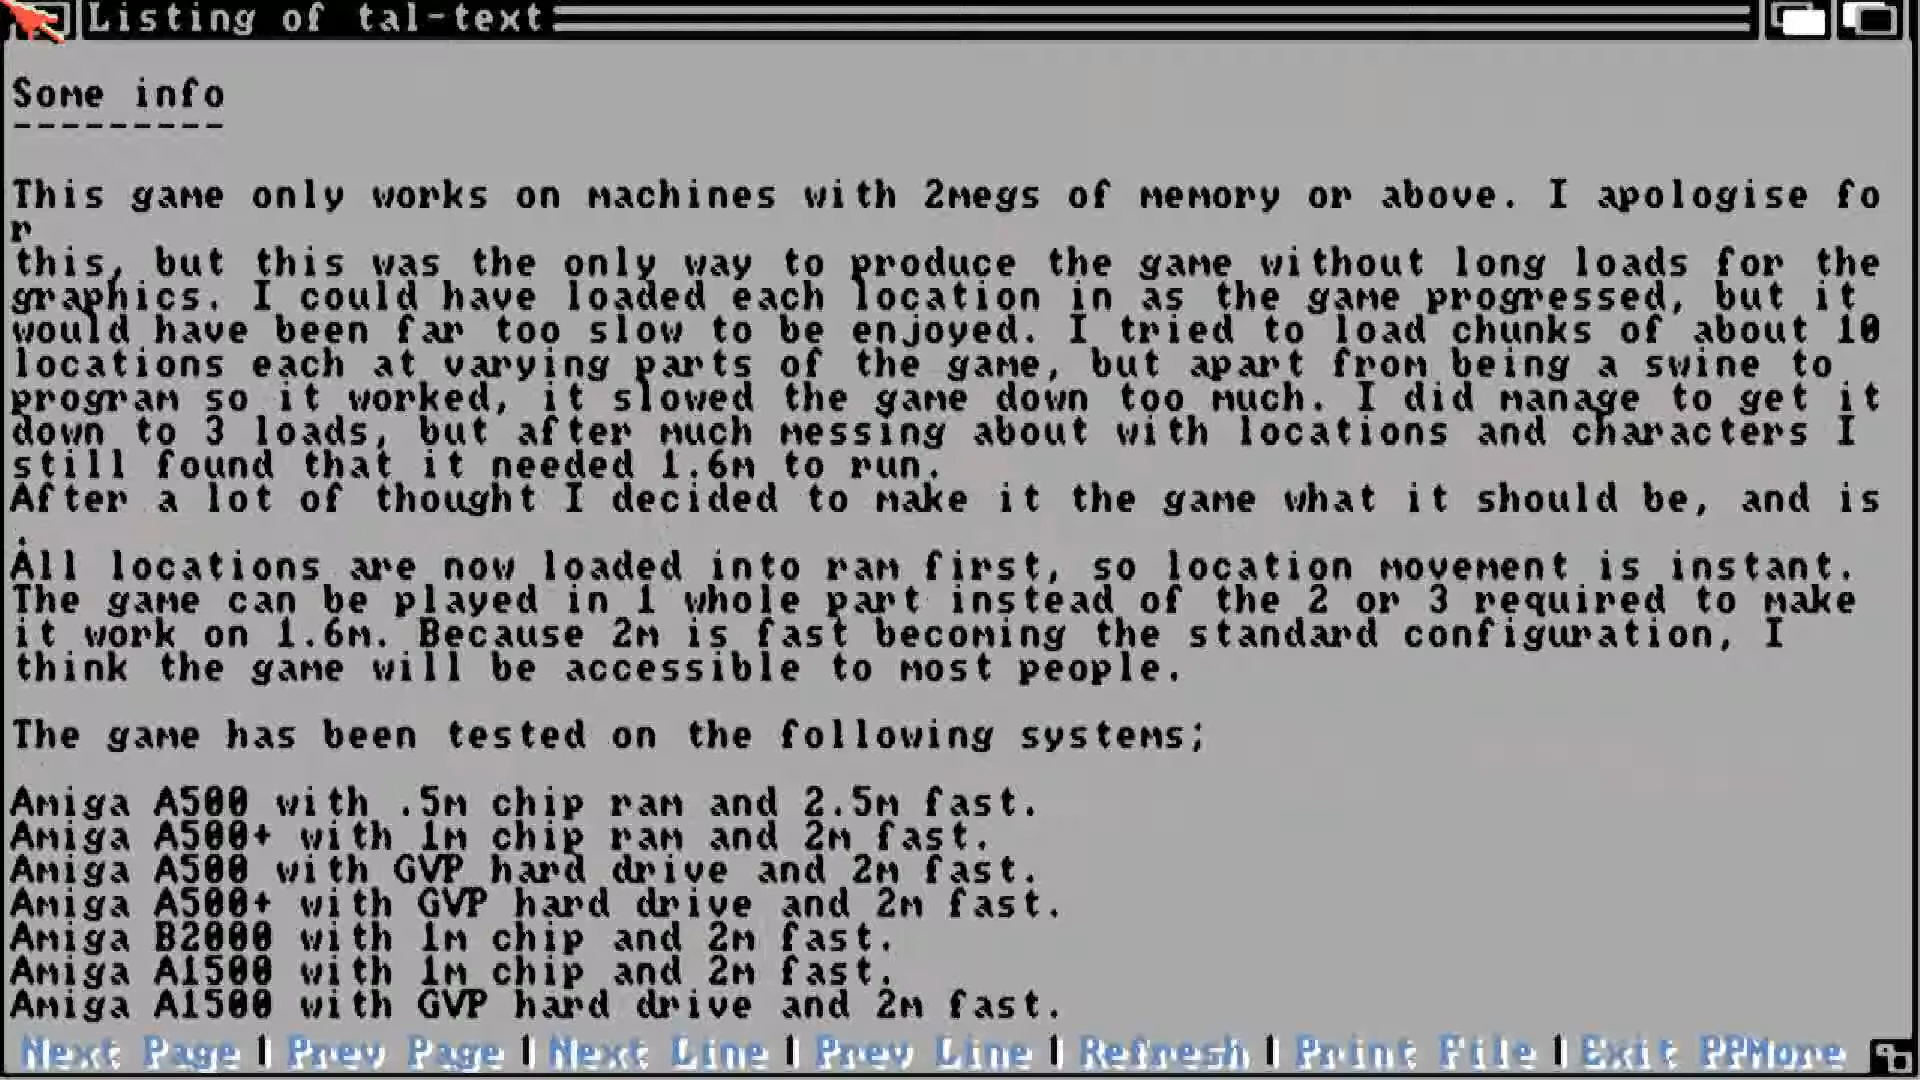 Listing of tal-text
Some info
---------
This game only works on machines with 2megs of memory or above. I apologise fo
r
this, but this was the only way to produce the game without long loads for the
graphics. I could have loaded each location in as the game progressed, but it
would have been far too slow to be enjoyed. I tried to load chunks of about 10
locations each at varying parts of the game, but apart from being a swine to
program so it worked, it slowed the game down too much. I did manage to get it
down to 3 loads, but after much messing about with locations and characters I
still found that it needed 1.6m to run.
After a lot of thought I decided to make it the game what it should be, and is
.
All locations are now loaded into ram first, so location movement is instant.
The game can be played in 1 whole part instead of the 2 or 3 required to make
it work on 1.6m. Because 2m is fast becoming the standard configuration, I
think the game will be accessible to most people.
The game has been tested on the following systems;
Amiga A500 with .5m chip ram and 2.5m fast.
Amiga A500+ with 1m chip ram and 2m fast.
Amiga A500 with GVP hard drive and 2m fast.
Amiga A500+ with GVP hard drive and 2m fast.
Amiga B2000 with 1m chip and 2m fast.
Amiga A1500 with 1m chip and 2m fast.
Amiga A1500 with GVP hard drive and 2m fast.
Next Page | Prev Page | Next Line | Prev Line | Refresh | Print File | Exit PPMore